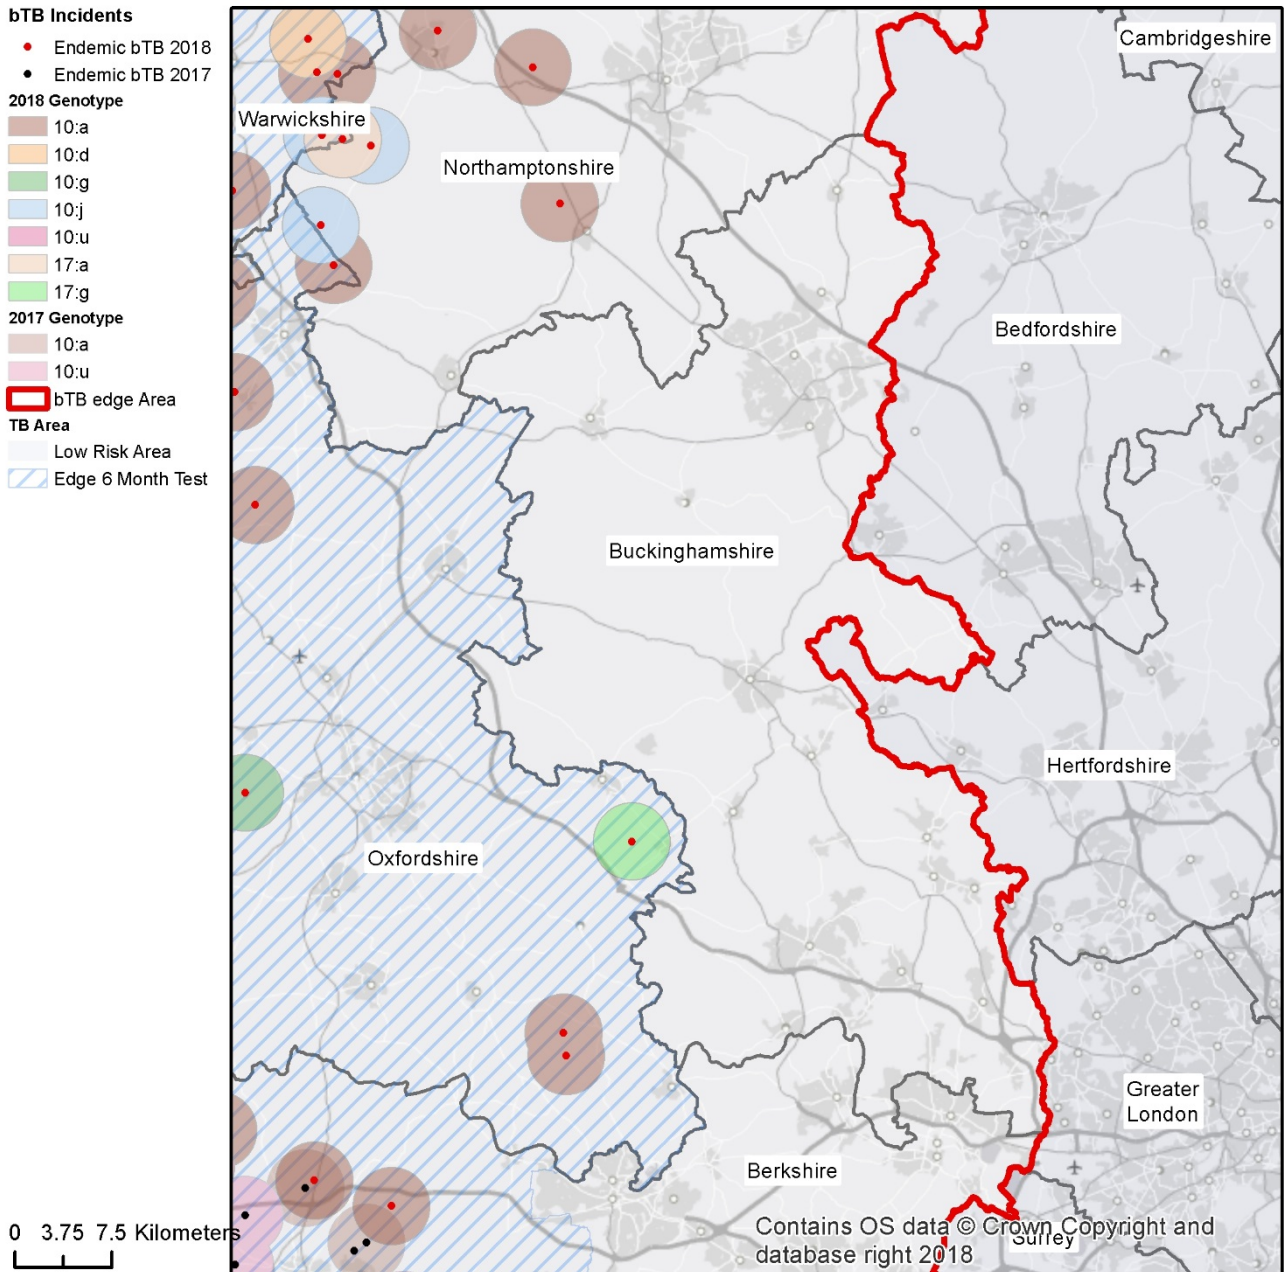 bTB Incidents
Endemic bTB 2018
Endemic bTB 2017
2018 Genotype
10:a
10:d
10:g
10:j
10:u
17:a
17:g
2017 Genotype
10:a
10:u
bTB edge Area
TB Area
Low Risk Area
Edge 6 Month Test
0 3.75 7.5 Kilometers
Cambridgeshire
Warwickshire
Northamptonshire
Bedfordshire
Buckinghamshire
Hertfordshire
Oxfordshire
Greater
London
Berkshire
Surrey
Contains OS data © Crown Copyright and
database right 2018